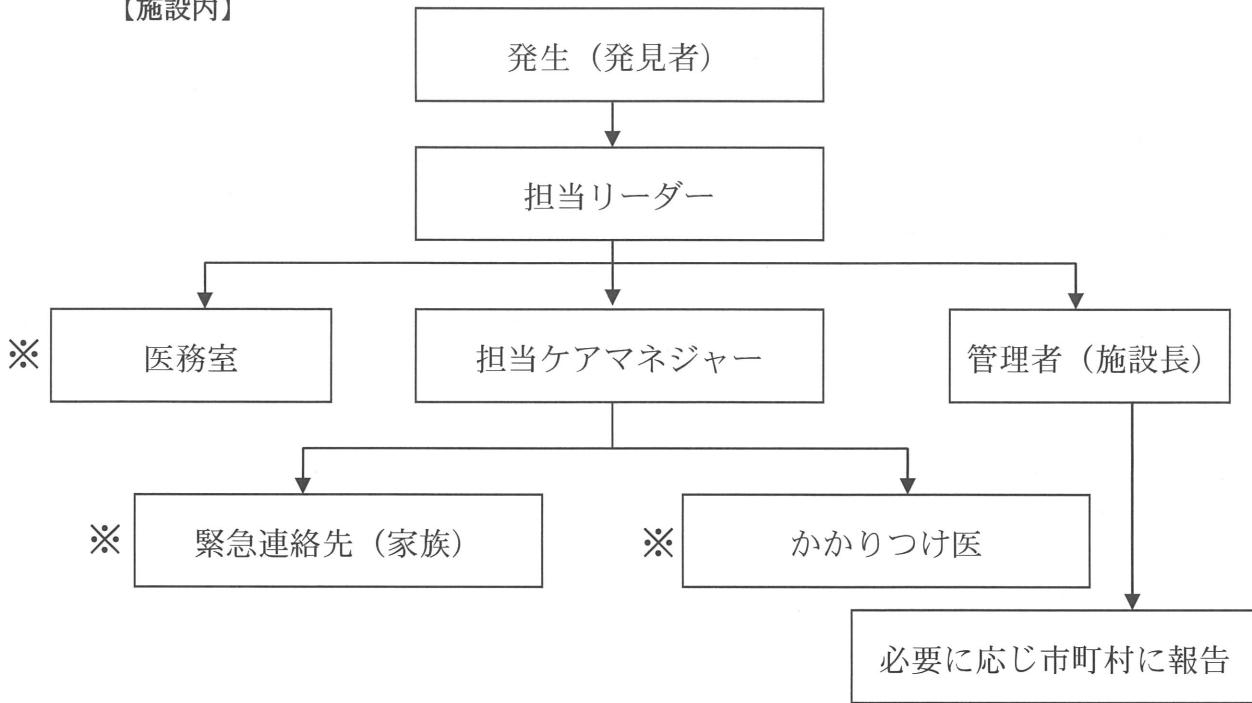 【施設内】
発生（発見者）
担当リーダー
※ 医務室
担当ケアマネジャー
管理者（施設長）
※ 緊急連絡先（家族）
※ かかりつけ医
必要に応じ市町村に報告